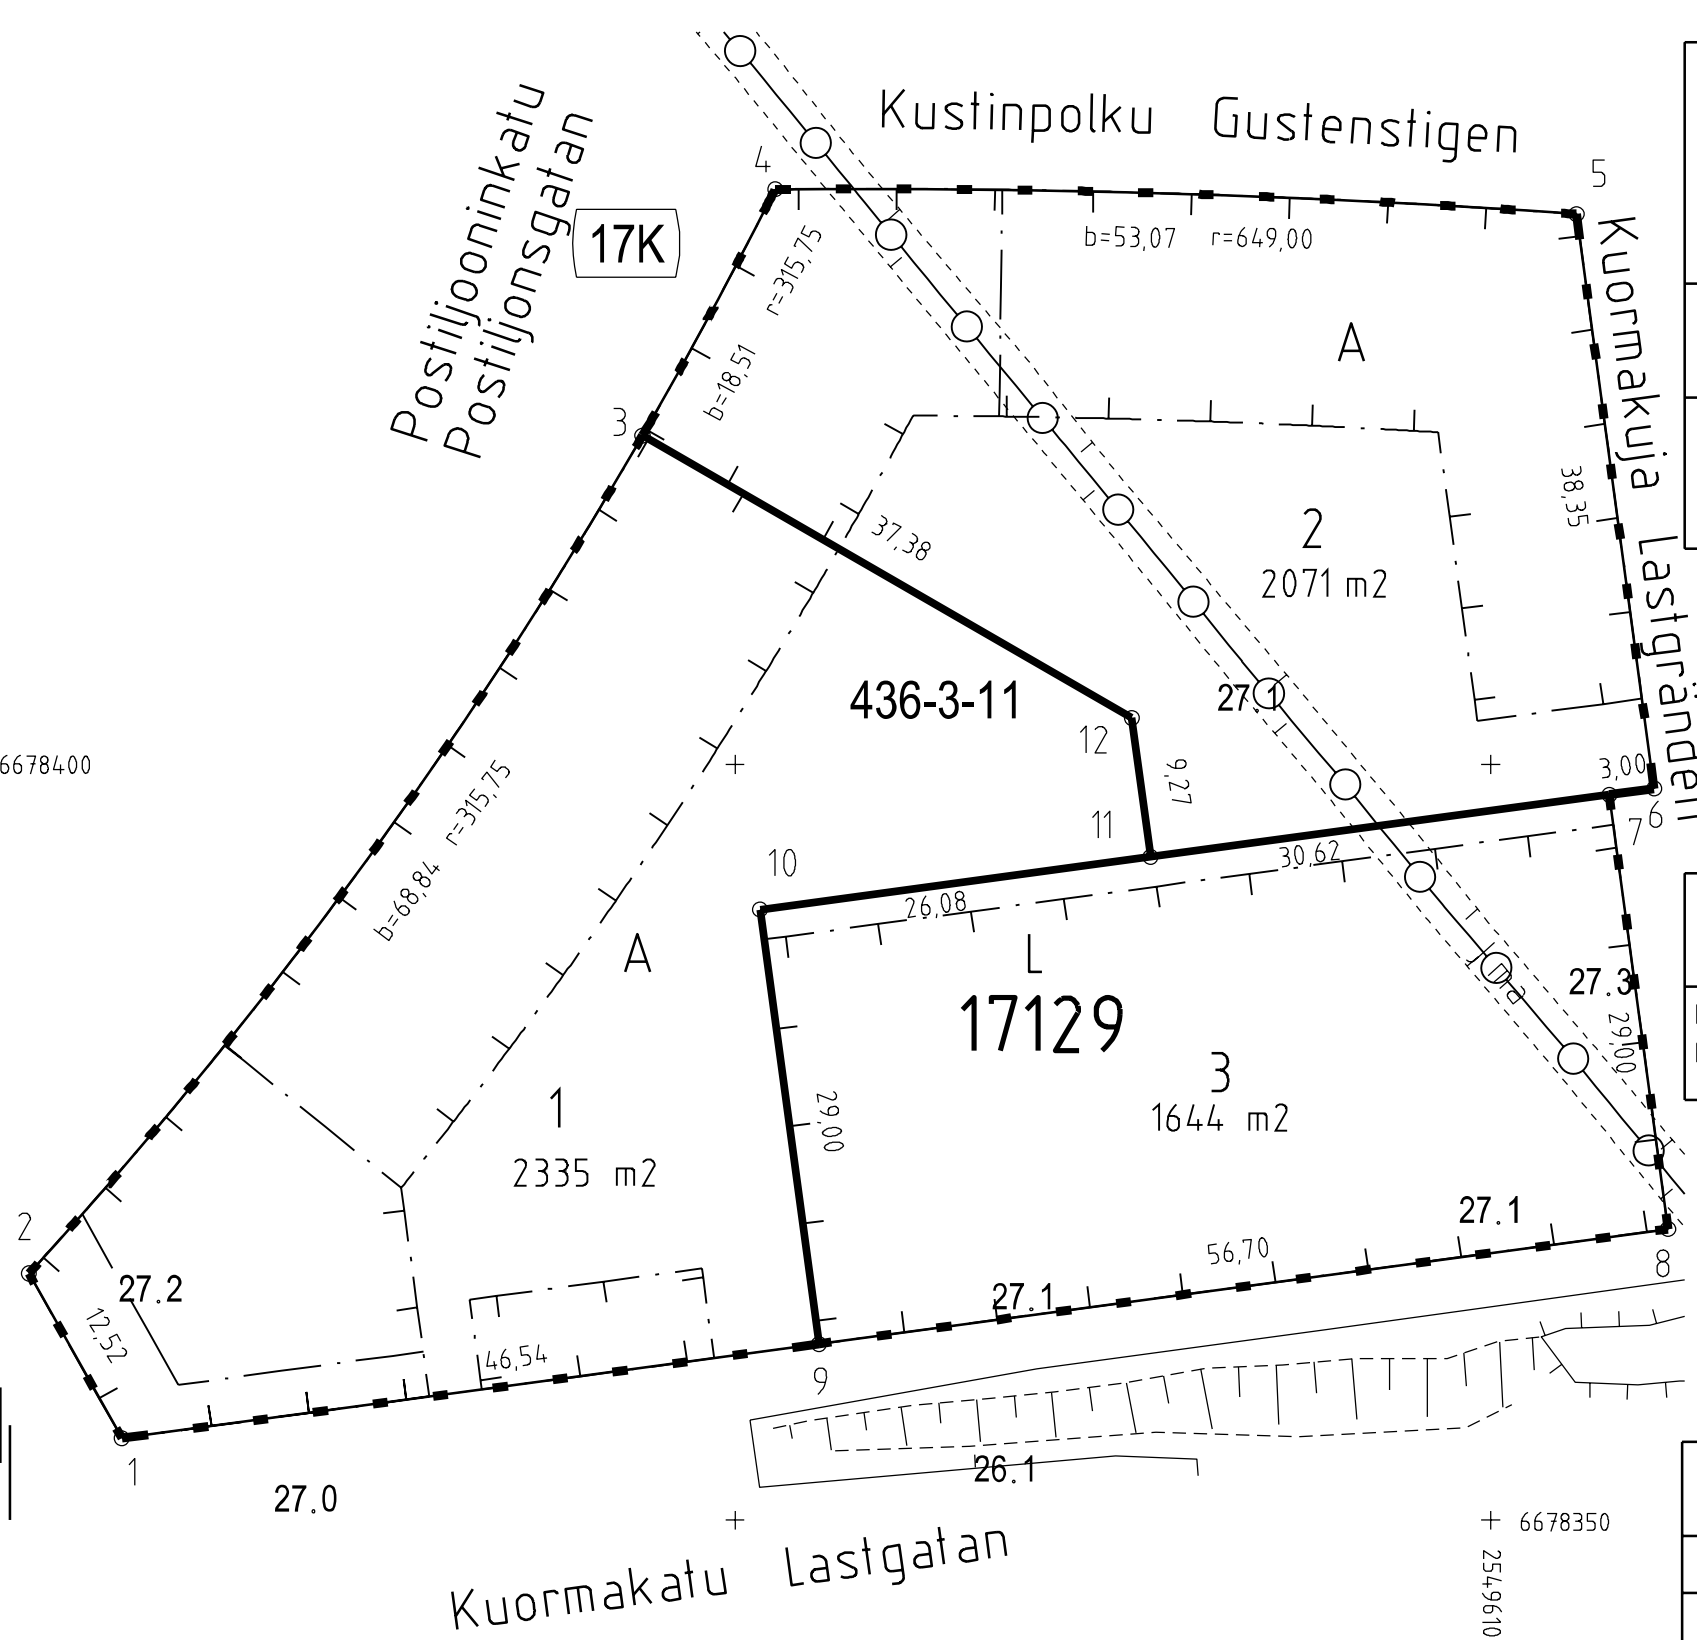 Kustinpolku Gustenstigen
Postiljooninkatu
Postiljonsgatan
17K
4
5
b=53,07 r=649,00
r=315,75
b=18,51
3
A
Kuormakuja Lastgränden
38,35
37,38
2
2071 m2
436-3-11
27.1
12
9,27
6678400
3,00
6
7
11
10
30,62
26,08
b=68,84 r=315,75
A
L
17129
27.3
29,00
3
1644 m2
1
2335 m2
29,00
27.1
56,70
8
2
27.2
12,52
27.1
46,54
9
1
27.0
26.1
6678350
2549610
Kuormakatu Lastgatan